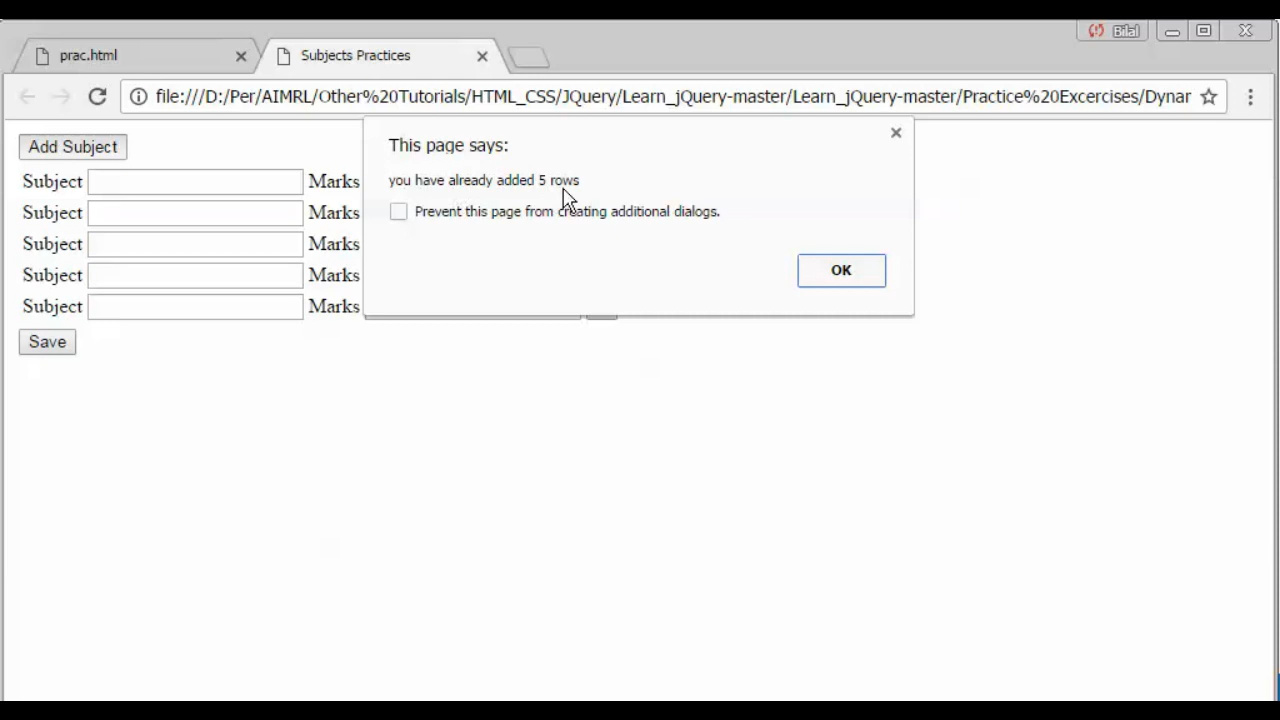 Bilal
prac.html
Subjects Practices
file:///D:/Per/AIMRL/Other%20Tutorials/HTML_CSS/JQuery/Learn_jQuery-master/Learn_jQuery-master/Practice%20Excercises/Dynar
Add Subject
This page says:
you have already added 5 rows
Prevent this page from creating additional dialogs.
OK
Subject Marks
Subject Marks
Subject Marks
Subject Marks
Subject Marks
Save